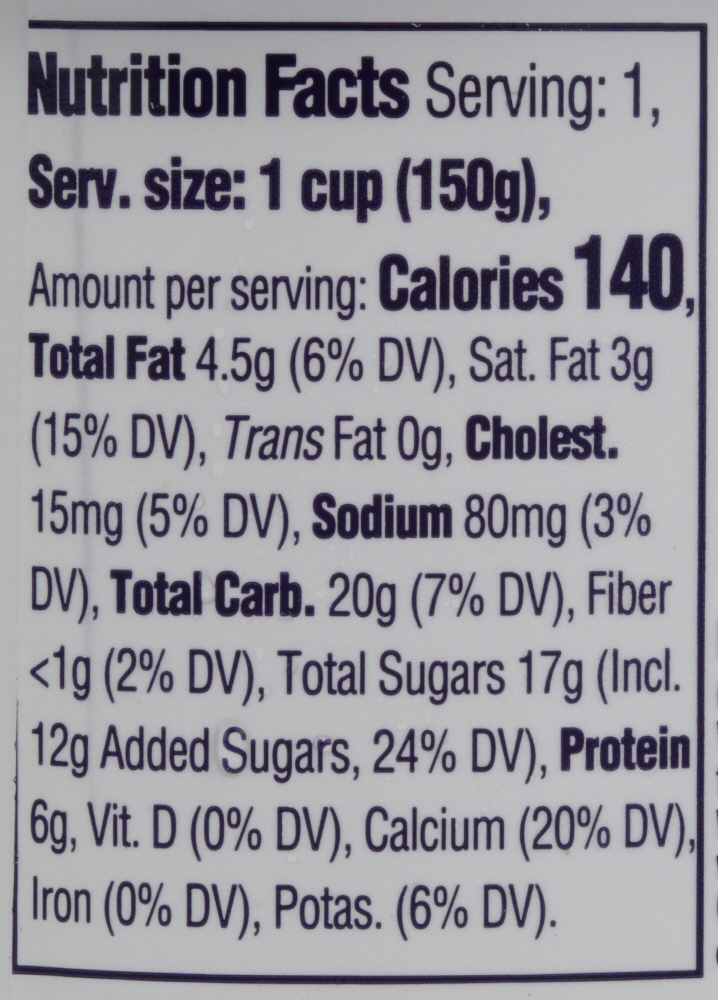 Nutrition Facts Serving: 1,
Serv. size: 1 cup (150g),
Amount per serving: Calories 140,
Total Fat 4.5g (6% DV), Sat. Fat 3g
(15% DV), Trans Fat 0g, Cholest.
15mg (5% DV), Sodium 80mg (3%
DV), Total Carb. 20g (7% DV), Fiber
<1g (2% DV), Total Sugars 17g (Incl.
12g Added Sugars, 24% DV), Protein
6g, Vit. D (0% DV), Calcium (20% DV),
Iron (0% DV), Potas. (6% DV).